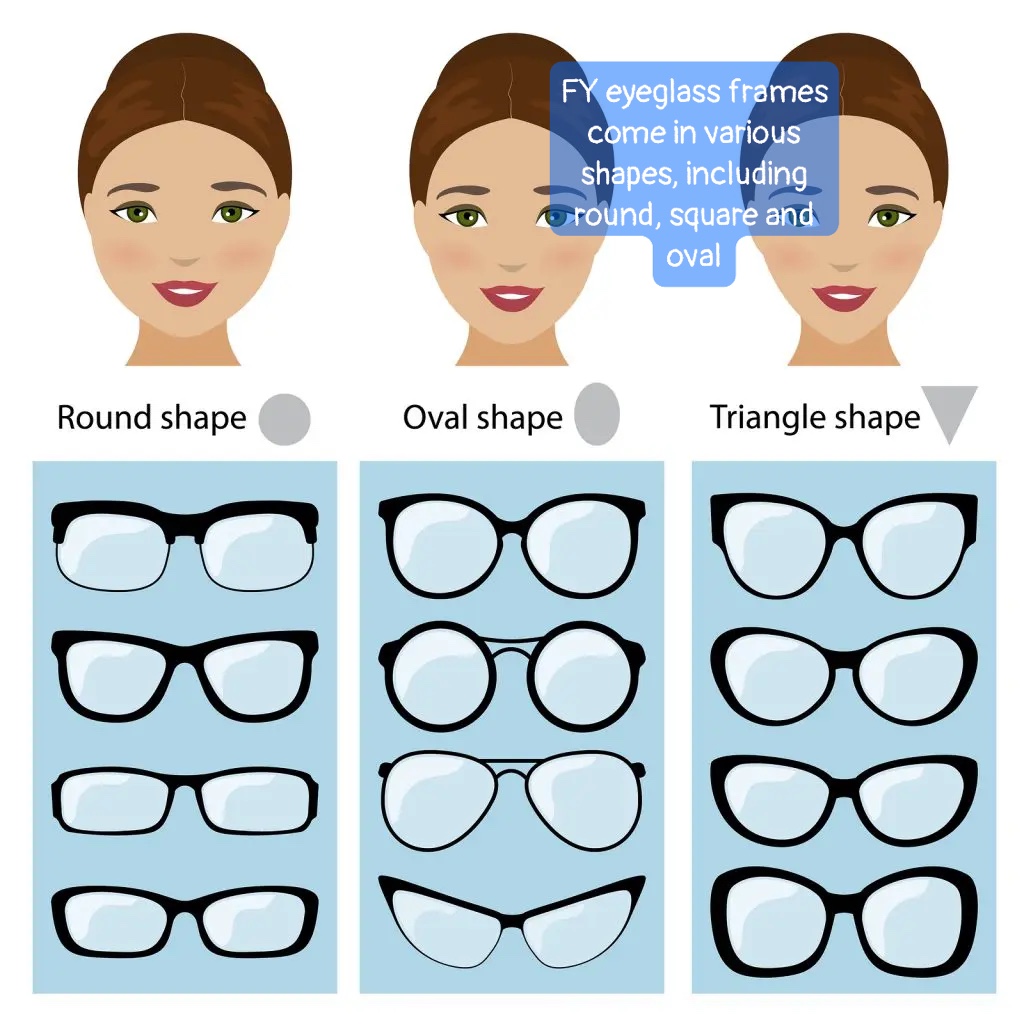 FY eyeglass frames
come in various
shapes, including
round, square and
oval
Round shape
Oval shape
Triangle shape